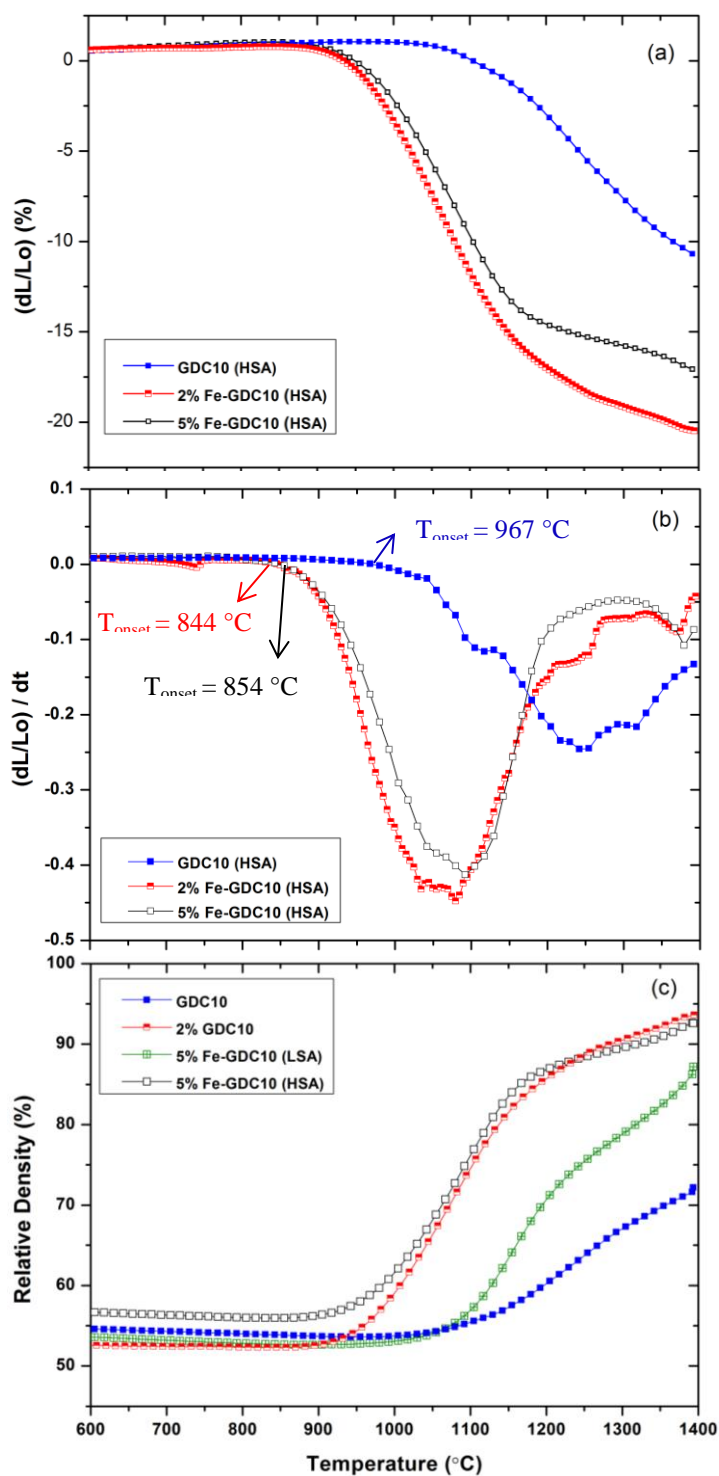 (a)
0
-5
-10
-15
-20
(dL/Lo) (%)
GDC10 (HSA)
2% Fe-GDC10 (HSA)
5% Fe-GDC10 (HSA)
0.1
0.0
-0.1
-0.2
-0.3
-0.4
-0.5
(dL/Lo) / dt
(b)
Tonset = 967 °C
Tonset = 844 °C
Tonset = 854 °C
GDC10 (HSA)
2% Fe-GDC10 (HSA)
5% Fe-GDC10 (HSA)
100
90
80
70
60
50
Relative Density (%)
(c)
GDC10
2% GDC10
5% Fe-GDC10 (LSA)
5% Fe-GDC10 (HSA)
600 700 800 900 1000 1100 1200 1300 1400
Temperature (°C)